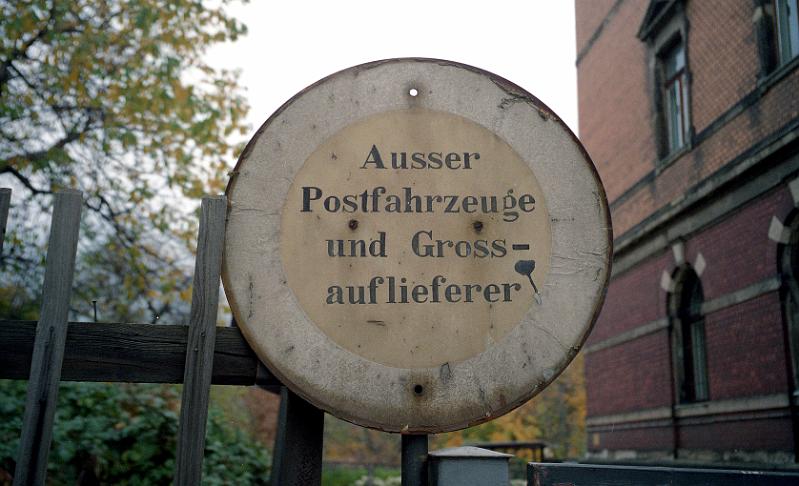 Ausser
Postfahrzeuge
und Gross-
auflieferer